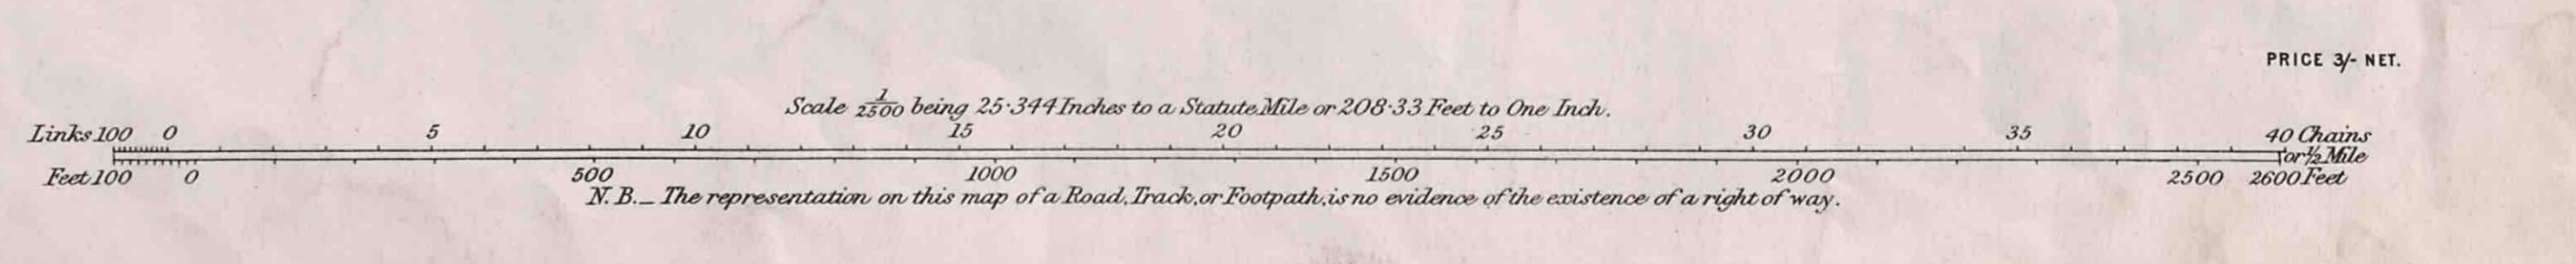 PRICE 3/- NET.
Scale 1/2500 being 25·344 Inches to a Statute Mile or 208·33 Feet to One Inch.
Links 100 0 5 10 15 20 25 30 35 40 Chains
or ½ Mile
Feet 100 0 500 1000 1500 2000 2500 2600 Feet
N.B._ The representation on this map of a Road, Track, or Footpath, is no evidence of the existence of a right of way.